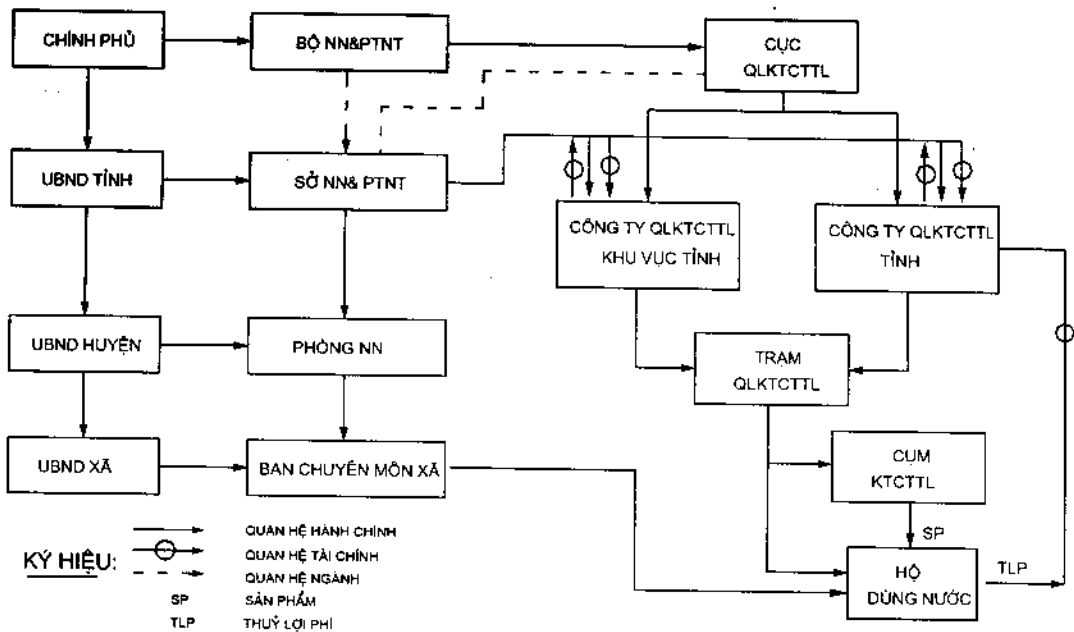 CHÍNH PHỦ
BỘ NN&PTNT
CỤC
QLKTCTTL
UBND TỈNH
SỞ NN& PTNT
CÔNG TY QLKTCTTL
KHU VỰC TỈNH
CÔNG TY QLKTCTTL
TỈNH
UBND HUYỆN
PHÒNG NN
TRẠM
QLKTCTTL
UBND XÃ
BAN CHUYÊN MÔN XÃ
CỤM
KTCTTL
SP
HỘ
DÙNG NƯỚC
TLP
KÝ HIỆU:
QUAN HỆ HÀNH CHÍNH
QUAN HỆ TÀI CHÍNH
QUAN HỆ NGÀNH
SP SẢN PHẨM
TLP THUỶ LỢI PHÍ